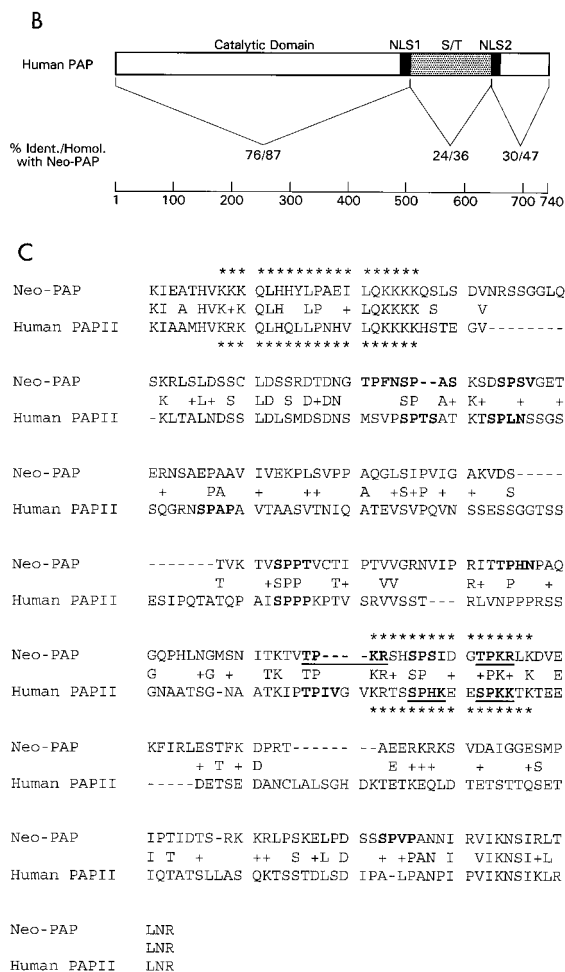 B
Catalytic Domain NLS1 S/T NLS2
Human PAP
% Ident./Homol.
with Neo-PAP
76/87 24/36 30/47
1 100 200 300 400 500 600 700 740
C
*** ********** ******
Neo-PAP KIEATHVKKK QLHHYLPAEI LQKKKKQSLS DVNRSSGGLQ
KI A HVK+K QLH LP +  LQKKKK S V
Human PAPII KIAAMHVKRK QLHQLLPNHV LQKKKKHSTE GV--------
*** ********** ******
Neo-PAP SKRLSLDSSC LDSSRDTDNG TPFNSP--AS KSDSPSVGET
K +L+ S LD S D+DN SP A+ K+ + +
Human PAPII -KLTALNDSS LDLSMDSDNS MSVPSPTSAT KTSPLNSSGS
Neo-PAP ERNSAEPAAV IVEKPLSVPP AQGLSIPVIG AKVDS-----
+ PA + ++ A +S+P + + S
Human PAPII SQGRNSPAPA VTAASVTNIQ ATEVSVPQVN SSESSGGTSS
Neo-PAP -------TVK TVSPPTVCTI PTVVGRNVIP RITTPHNPAQ
T +SPP T+ VV R+ P +
Human PAPII ESIPQTATQP AISPPPKPTV SRVVSST--- RLVNPPPRSS
******** *******
Neo-PAP GQPHLNGMSN ITKTVTP--- -KRSHSPSID GTPKRLKDVE
G +G+ + TK TP KR+ SP +PK+ K E
Human PAPII GNAATSG-NA ATKIPTPIVG VKRTSSPHKE ESPKKTKTEE
******** *******
Neo-PAP KFIRLESTFK DPRT------ AEERKRKS VDAIGGESMP
+ T + D E +++ + +S
Human PAPII -----DETSED DANCLALSGH DKTETKEQLD TETSTTQSET
Neo-PAP IPTIDTS-RK KRLPSKELPD SSSPVPANNI RVIKNSIRLT
I T + ++ S +L D +PAN I VIKNSI+L
Human PAPII IQTATSLLAS QKTSSTDLSD IPA-LPANPI PVIKNSIKLR
Neo-PAP LNR
LNR
Human PAPII LNR